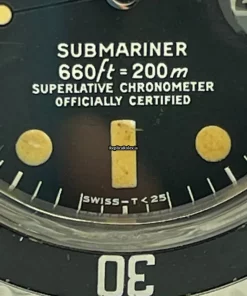 SUBMARINER
660ft = 200m
SUPERLATIVE CHRONOMETER
OFFICIALLY CERTIFIED
SWISS-T<25
30